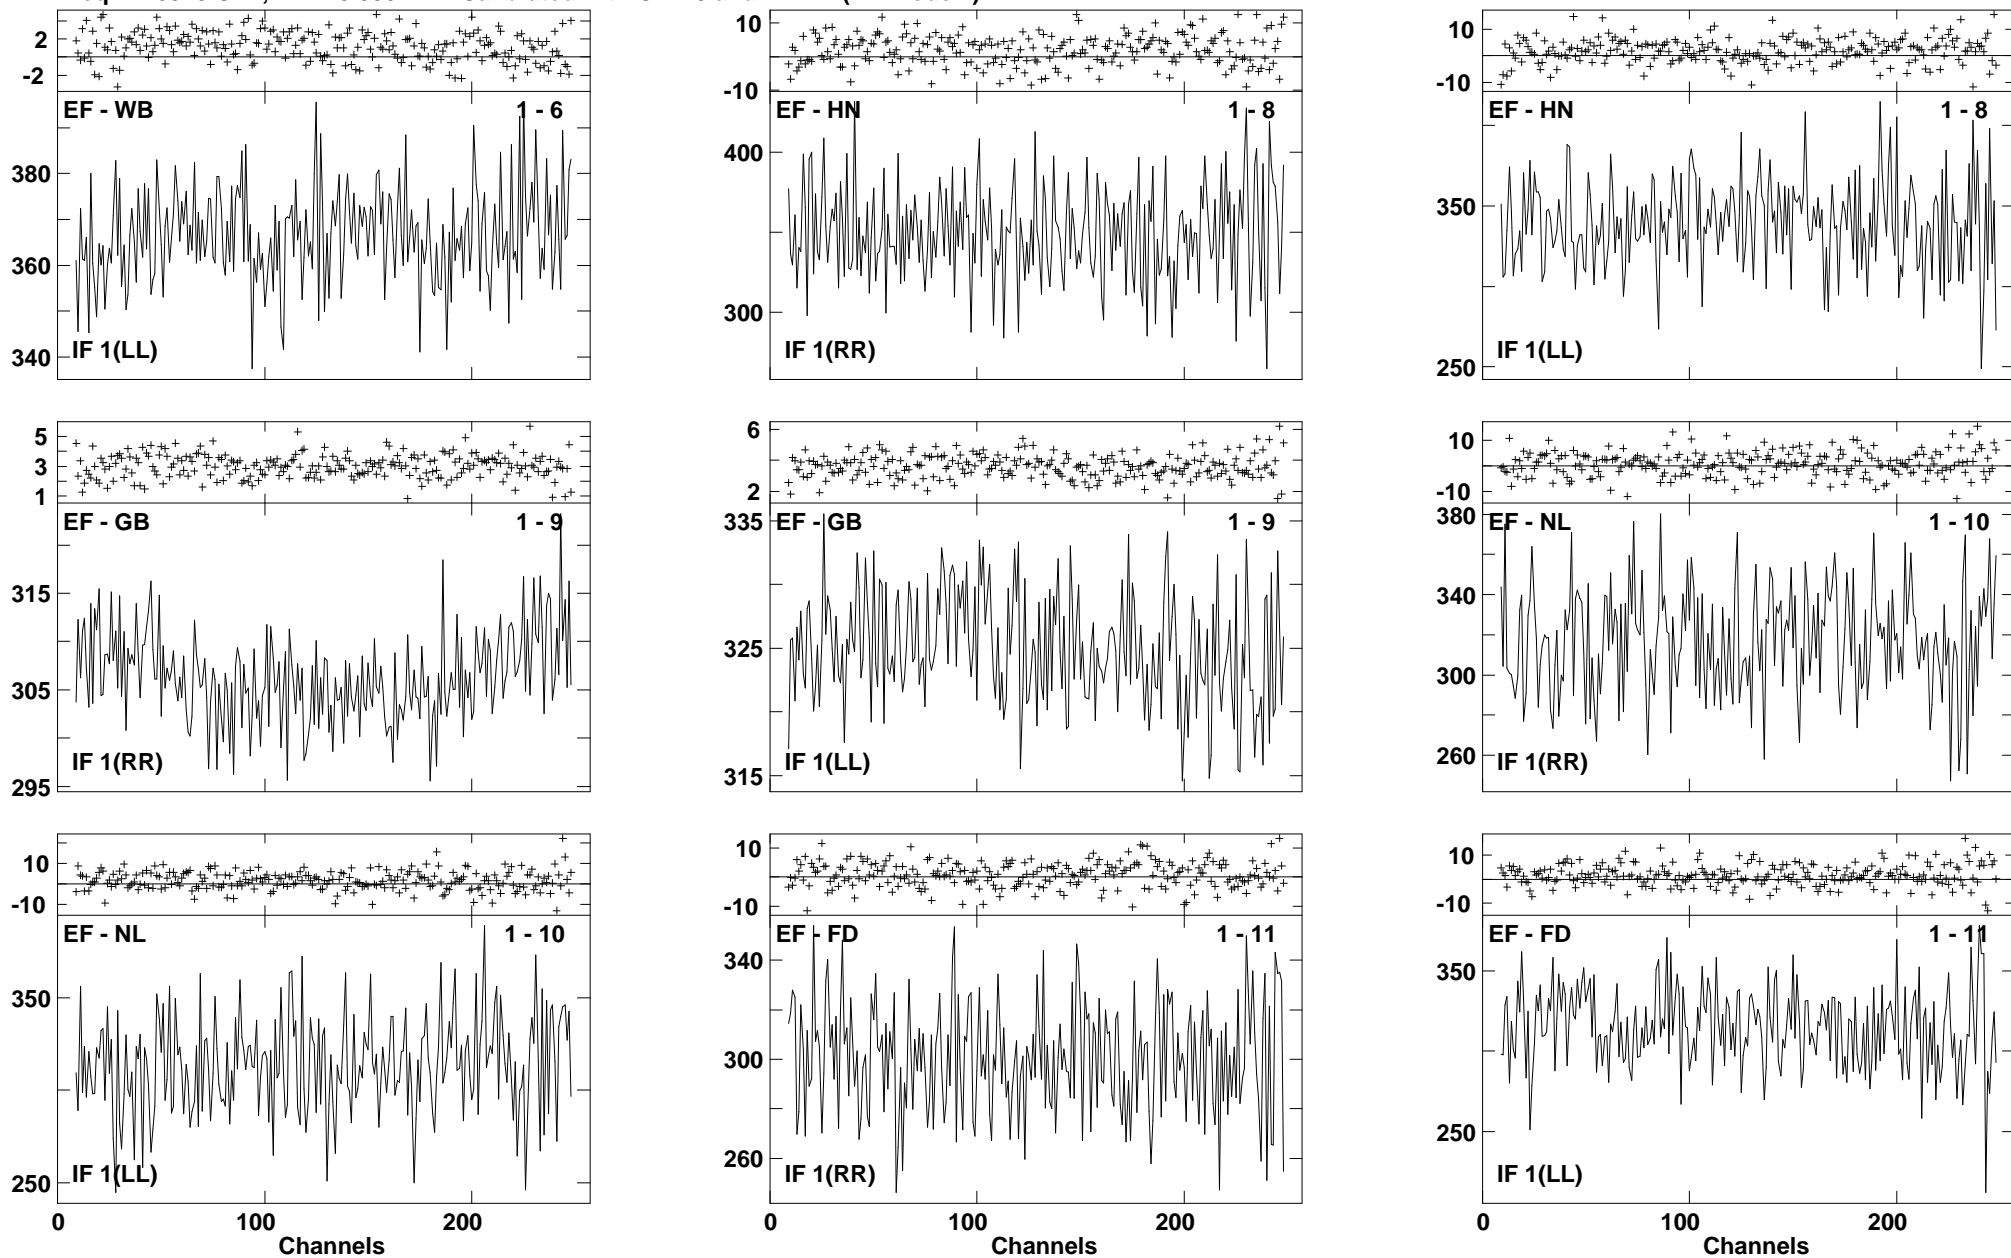 2
-2
EF - WB 1 - 6
380
360
340
IF 1(LL)
10
-10
EF - HN 1 - 8
400
300
IF 1(RR)
10
-10
EF - HN 1 - 8
350
250
IF 1(LL)
5
3
1
EF - GB 1 - 9
315
305
295
IF 1(RR)
6
2
EF - GB 1 - 9
335
325
315
IF 1(LL)
10
-10
EF - NL 1 - 10
380
340
300
260
IF 1(RR)
10
-10
EF - NL 1 - 10
350
250
IF 1(LL)
0 100 200
Channels
10
-10
EF - FD 1 - 11
340
300
260
IF 1(RR)
0 100 200
Channels
10
-10
EF - FD 1 - 11
350
250
IF 1(LL)
0 100 200
Channels